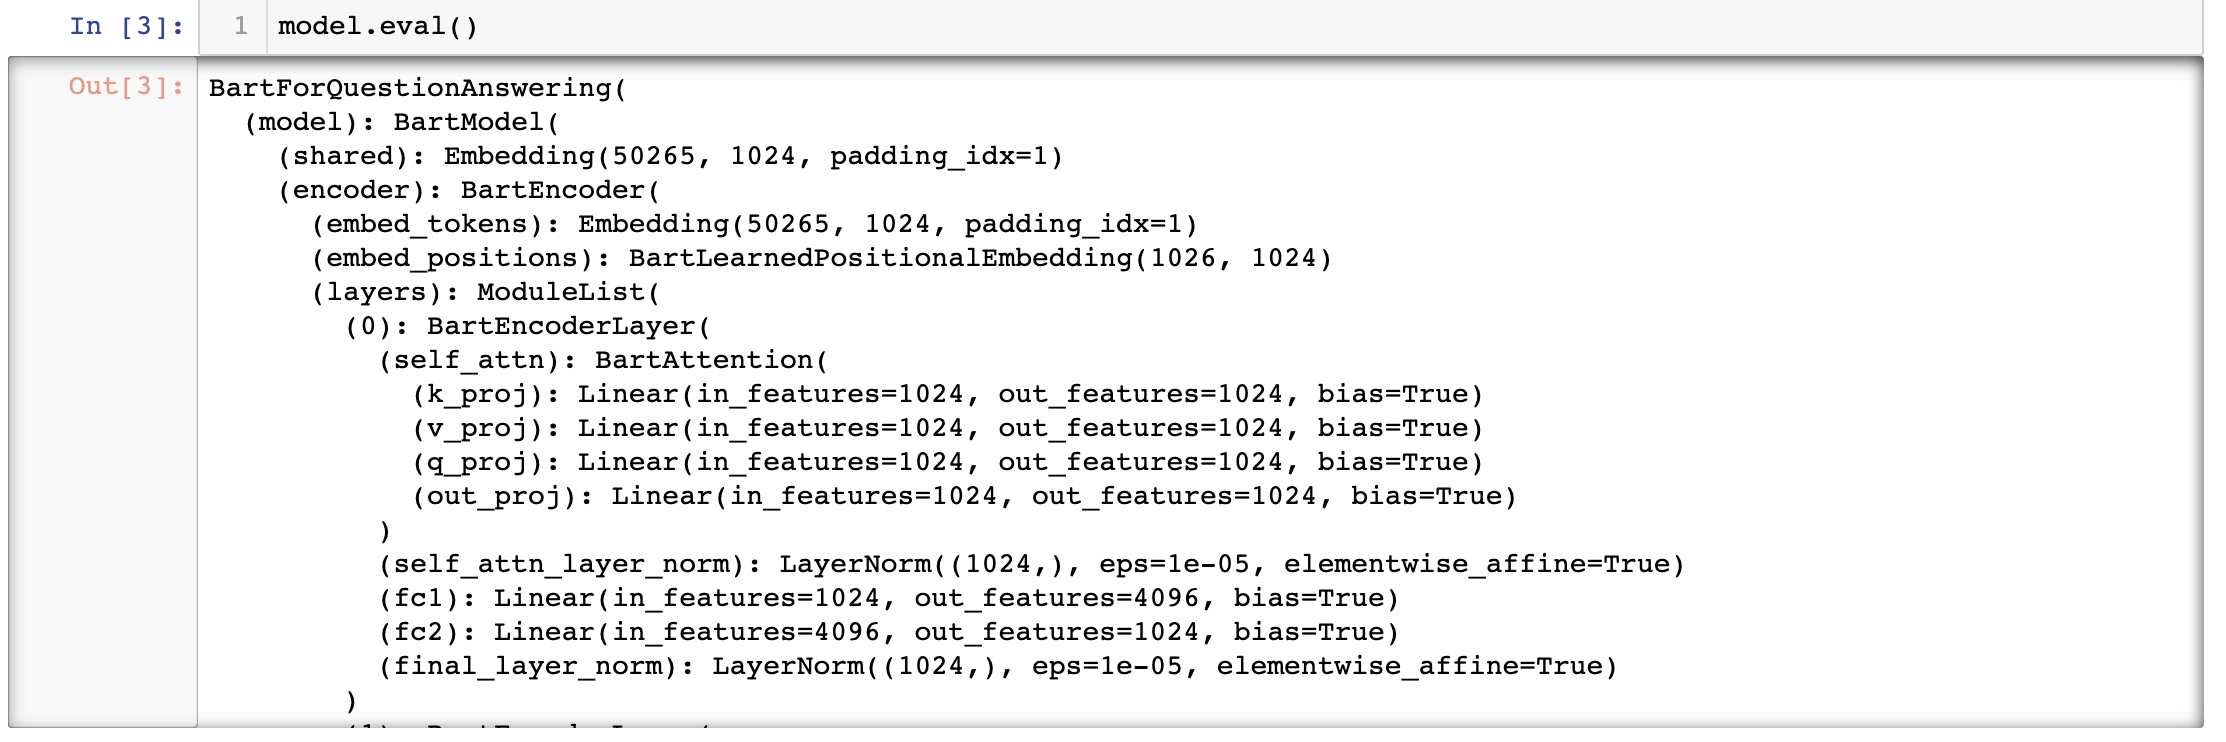 In [3]: 1 model.eval()
Out[3]: BartForQuestionAnswering(
  (model): BartModel(
    (shared): Embedding(50265, 1024, padding_idx=1)
    (encoder): BartEncoder(
      (embed_tokens): Embedding(50265, 1024, padding_idx=1)
      (embed_positions): BartLearnedPositionalEmbedding(1026, 1024)
      (layers): ModuleList(
        (0): BartEncoderLayer(
          (self_attn): BartAttention(
            (k_proj): Linear(in_features=1024, out_features=1024, bias=True)
            (v_proj): Linear(in_features=1024, out_features=1024, bias=True)
            (q_proj): Linear(in_features=1024, out_features=1024, bias=True)
            (out_proj): Linear(in_features=1024, out_features=1024, bias=True)
          )
          (self_attn_layer_norm): LayerNorm((1024,), eps=1e-05, elementwise_affine=True)
          (fc1): Linear(in_features=1024, out_features=4096, bias=True)
          (fc2): Linear(in_features=4096, out_features=1024, bias=True)
          (final_layer_norm): LayerNorm((1024,), eps=1e-05, elementwise_affine=True)
        )